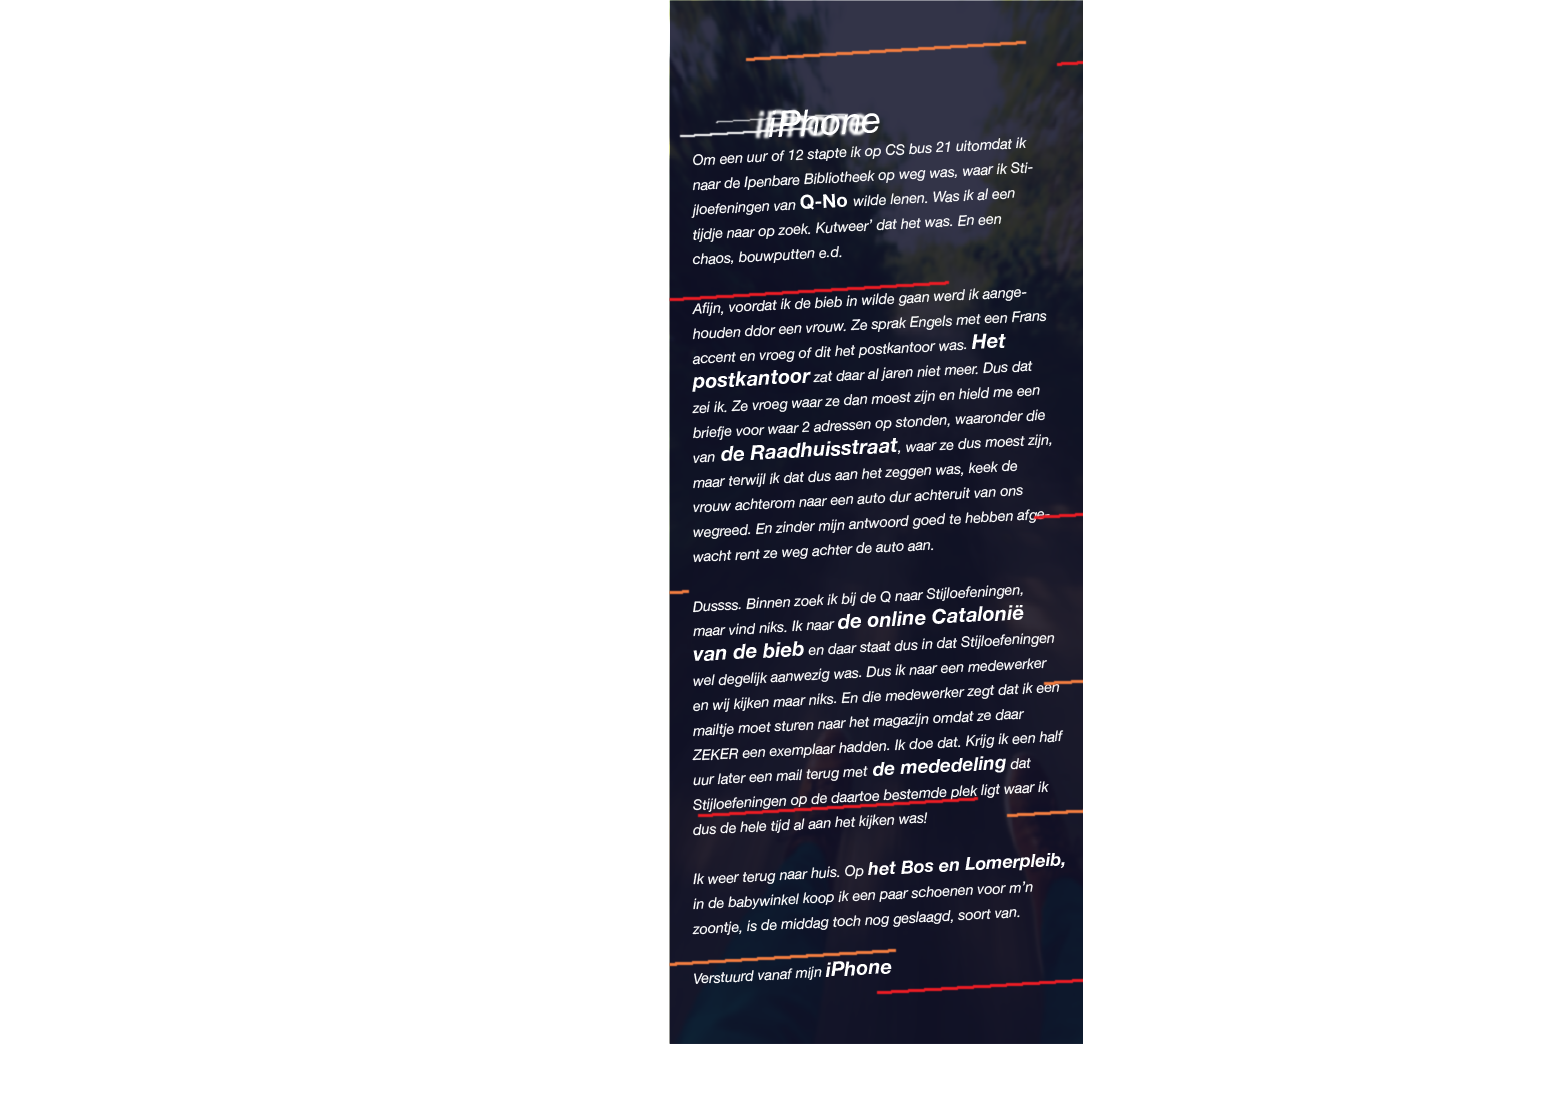 iPhone
Om een uur of 12 stapte ik op CS bus 21 uitomdat ik
naar de Ipenbare Bibliotheek op weg was, waar ik Sti-
jloefeningen van Q-No wilde lenen. Was ik al een
tijdje naar op zoek. Kutweer’ dat het was. En een
chaos, bouwputten e.d.
Afijn, voordat ik de bieb in wilde gaan werd ik aange-
houden ddor een vrouw. Ze sprak Engels met een Frans
accent en vroeg of dit het postkantoor was. Het
postkantoor zat daar al jaren niet meer. Dus dat
zei ik. Ze vroeg waar ze dan moest zijn en hield me een
briefje voor waar 2 adressen op stonden, waaronder die
van de Raadhuisstraat, waar ze dus moest zijn,
maar terwijl ik dat dus aan het zeggen was, keek de
vrouw achterom naar een auto dur achteruit van ons
wegreed. En zinder mijn antwoord goed te hebben afge-
wacht rent ze weg achter de auto aan.
Dussss. Binnen zoek ik bij de Q naar Stijloefeningen,
maar vind niks. Ik naar de online Catalonië
van de bieb en daar staat dus in dat Stijloefeningen
wel degelijk aanwezig was. Dus ik naar een medewerker
en wij kijken maar niks. En die medewerker zegt dat ik een
mailtje moet sturen naar het magazijn omdat ze daar
ZEKER een exemplaar hadden. Ik doe dat. Krijg ik een half
uur later een mail terug met de mededeling dat
Stijloefeningen op de daartoe bestemde plek ligt waar ik
dus de hele tijd al aan het kijken was!
Ik weer terug naar huis. Op het Bos en Lomerpleib,
in de babywinkel koop ik een paar schoenen voor m’n
zoontje, is de middag toch nog geslaagd, soort van.
Verstuurd vanaf mijn iPhone